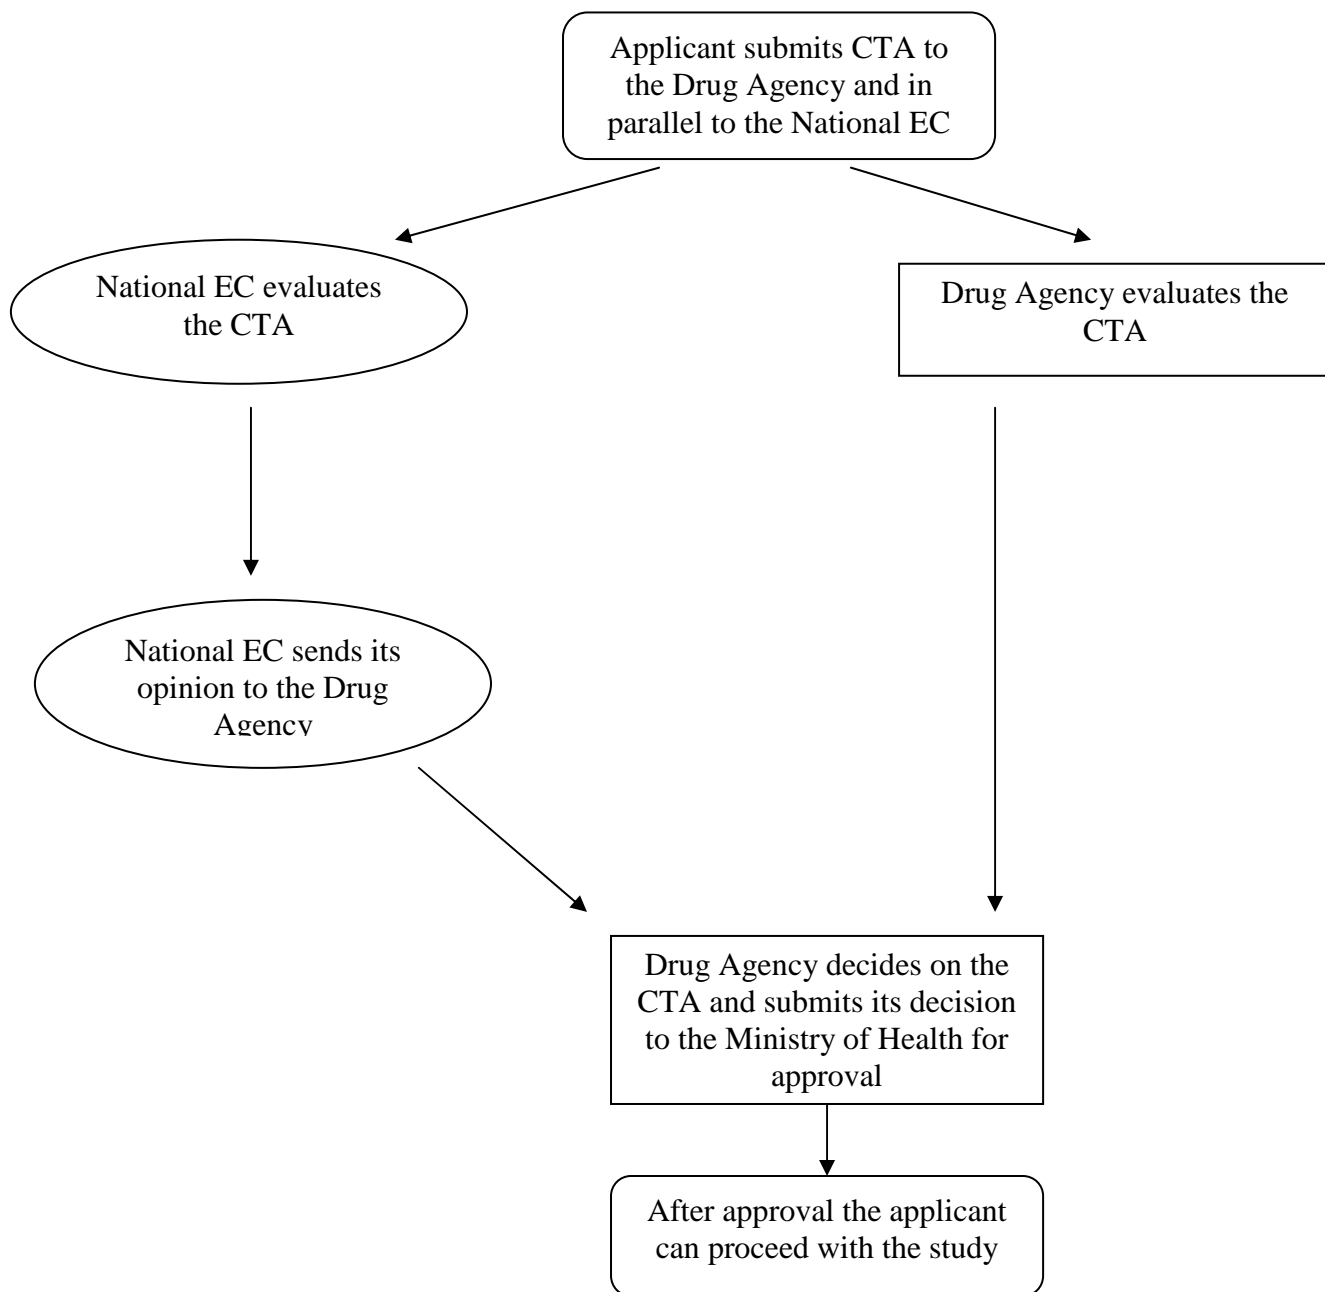 Applicant submits CTA to
the Drug Agency and in
parallel to the National EC
National EC evaluates
the CTA
Drug Agency evaluates the
CTA
National EC sends its
opinion to the Drug
Agency
Drug Agency decides on the
CTA and submits its decision
to the Ministry of Health for
approval
After approval the applicant
can proceed with the study